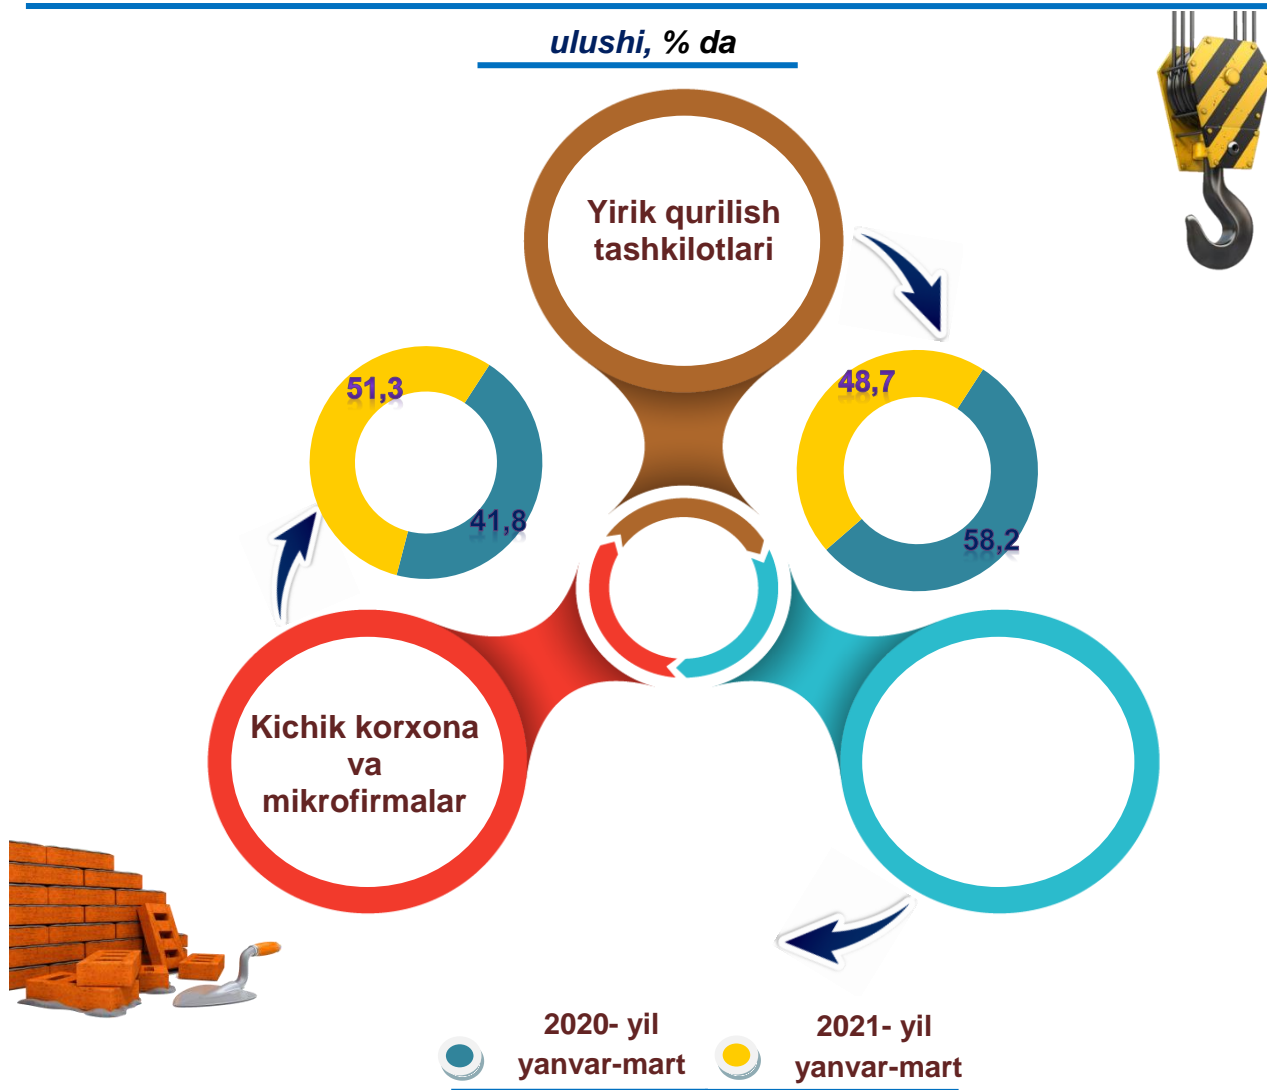 ulushi, % da
Yirik qurilish
tashkilotlari
51,3
48,7
41,8
58,2
Kichik korxona
va
mikrofirmalar
2020- yil
yanvar-mart
2021- yil
yanvar-mart